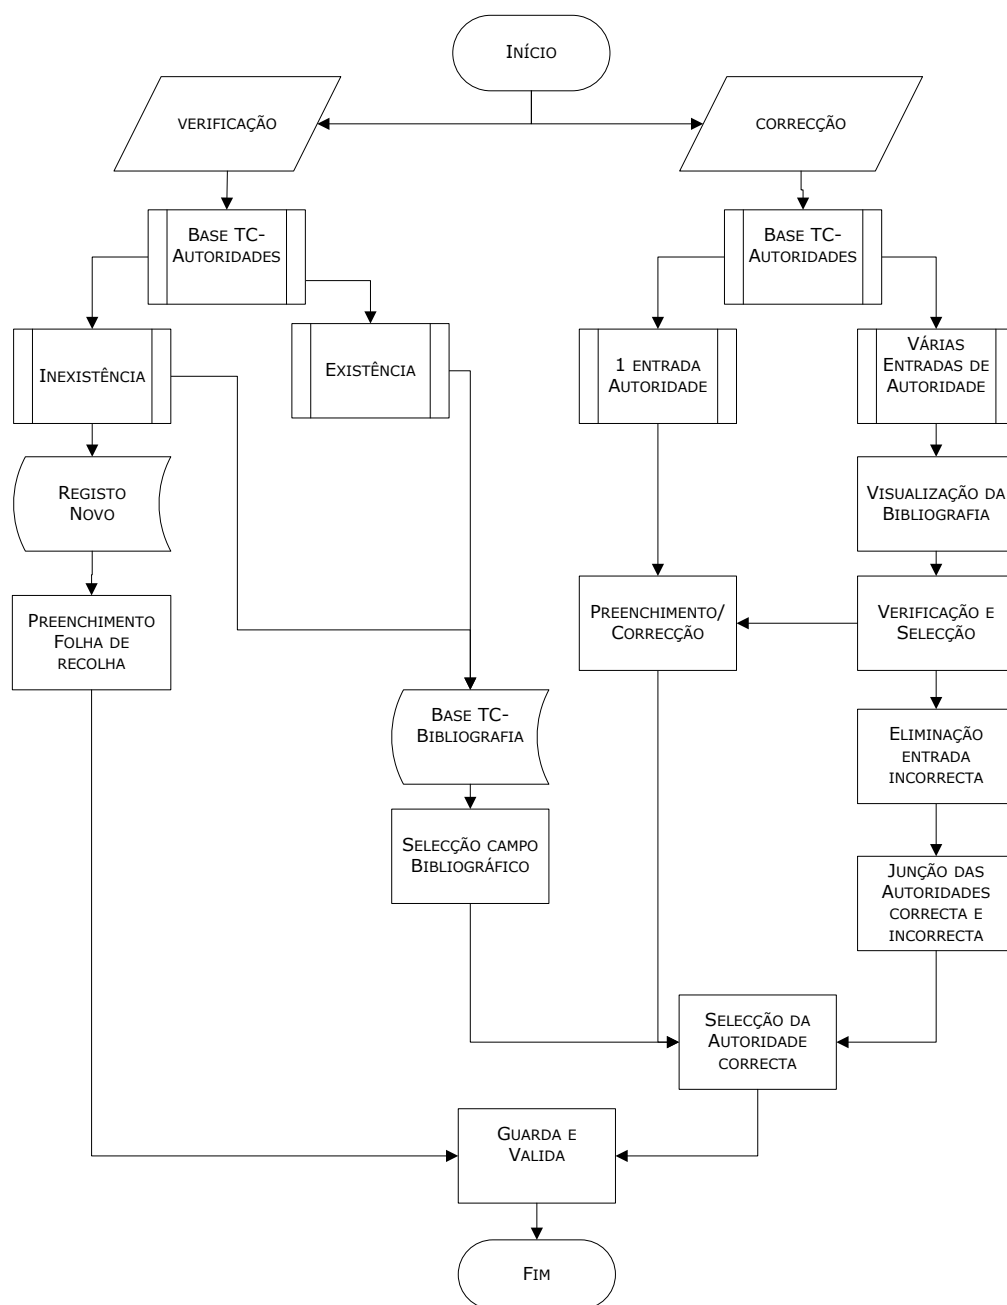 Início
verificação
correcção
Base TC-
Autoridades
Base TC-
Autoridades
Inexistência
Existência
1 entrada
Autoridade
Várias
Entradas de
Autoridade
Registo
Novo
Visualização da
Bibliografia
Preenchimento
Folha de
recolha
Preenchimento/
Correcção
Verificação e
Selecção
Base TC-
Bibliografia
Eliminação
entrada
incorrecta
Selecção campo
Bibliográfico
Junção das
Autoridades
correcta e
incorrecta
Selecção da
Autoridade
correcta
Guarda e
Valida
Fim